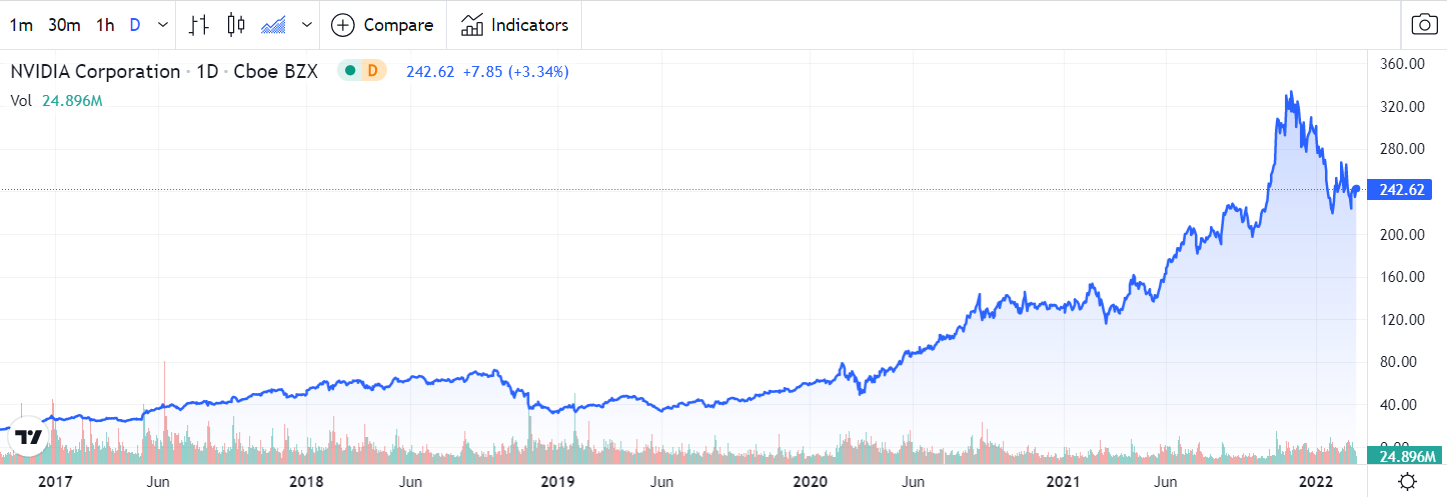 1m 30m 1h D Compare Indicators
NVIDIA Corporation · 1D · Cboe BZX D 242.62 +7.85 (+3.34%)
Vol 24.896M
360.00
320.00
280.00
242.62
200.00
160.00
120.00
80.00
40.00
0.00
24.896M
2017 Jun 2018 Jun 2019 Jun 2020 Jun 2021 Jun 2022